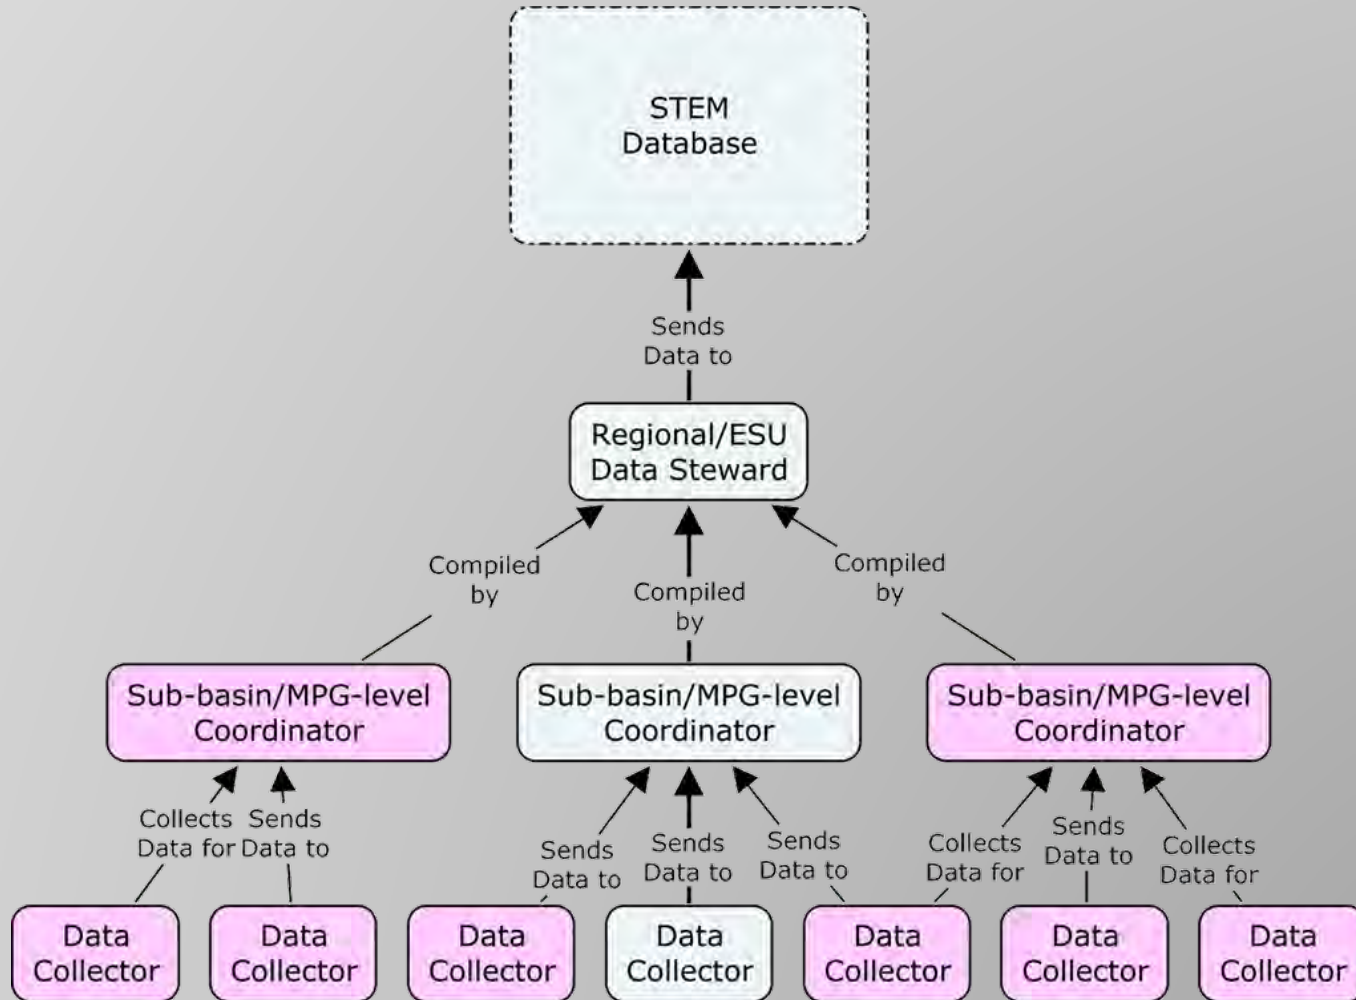 STEM
Database
Sends
Data to
Regional/ESU
Data Steward
Compiled
by
Compiled
by
Compiled
by
Sub-basin/MPG-level
Coordinator
Sub-basin/MPG-level
Coordinator
Sub-basin/MPG-level
Coordinator
Collects
Data for
Sends
Data to
Sends
Data to
Sends
Data to
Sends
Data to
Collects
Data for
Sends
Data to
Collects
Data for
Data
Collector
Data
Collector
Data
Collector
Data
Collector
Data
Collector
Data
Collector
Data
Collector